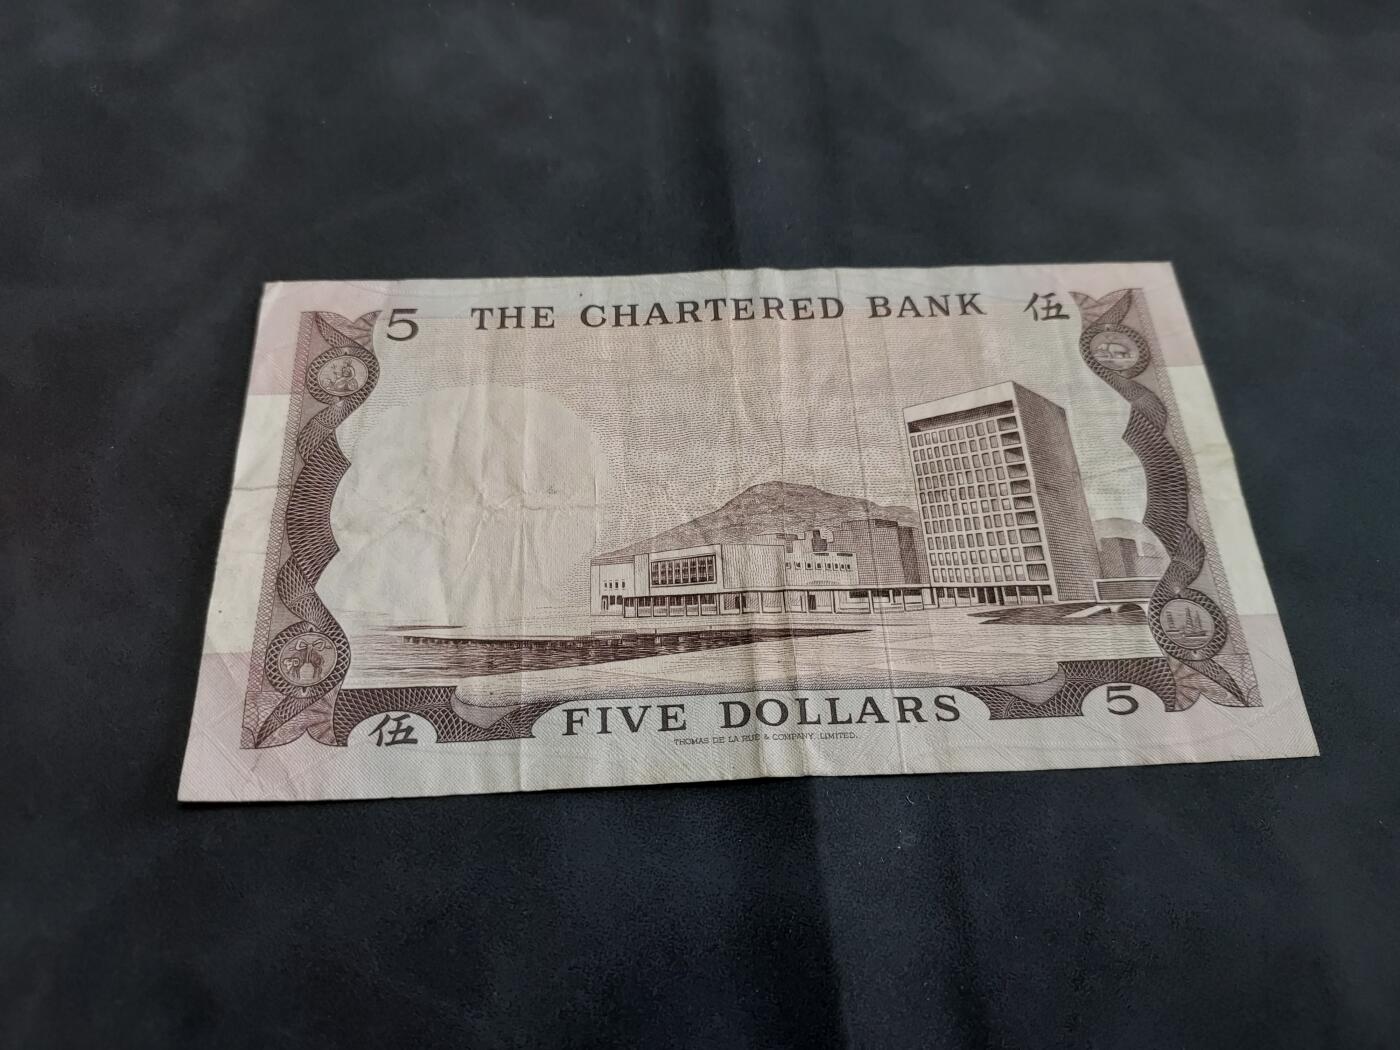 5 THE CHARTERED BANK 伍
伍 FIVE DOLLARS 5
THOMAS DE LA RUE & COMPANY, LIMITED.